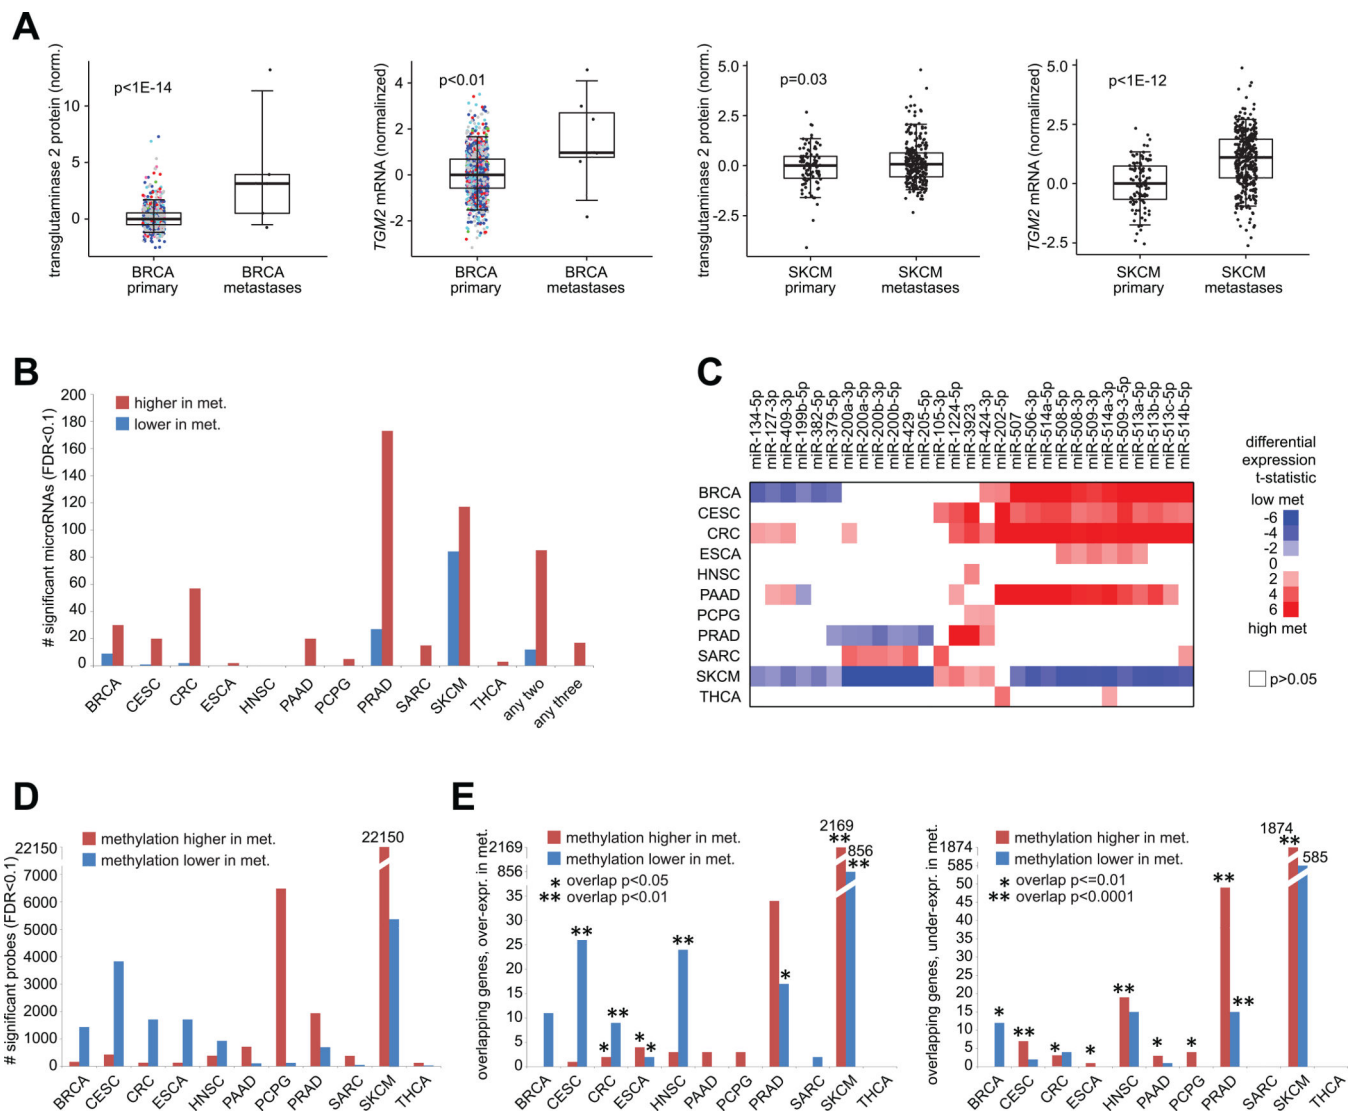 A
transglutaminase 2 protein (norm.)
p<1E-14
10
5
0
BRCA primary
BRCA metastases
TGM2 mRNA (normalinzed)
p<0.01
4
2
0
-2
BRCA primary
BRCA metastases
transglutaminase 2 protein (norm.)
p=0.03
5.0
2.5
0.0
-2.5
SKCM primary
SKCM metastases
TGM2 mRNA (normalized)
p<1E-12
5.0
2.5
0.0
-2.5
SKCM primary
SKCM metastases
B
# significant microRNAs (FDR<0.1)
higher in met.
lower in met.
200
180
160
140
120
100
80
60
40
20
0
BRCA
CESC
CRC
ESCA
HNSC
PAAD
PCPG
PRAD
SARC
SKCM
THCA
any two
any three
C
miR-134-5p
miR-127-3p
miR-409-3p
miR-199b-5p
miR-382-5p
miR-379-5p
miR-200a-3p
miR-200a-5p
miR-200b-3p
miR-200b-5p
miR-429
miR-205-5p
miR-105-3p
miR-1224-5p
miR-3923
miR-424-3p
miR-202-5p
miR-507
miR-506-3p
miR-514a-5p
miR-508-5p
miR-508-3p
miR-509-3p
miR-514a-3p
miR-509-3-5p
miR-513a-5p
miR-513b-5p
miR-513c-5p
miR-514b-5p
BRCA
CESC
CRC
ESCA
HNSC
PAAD
PCPG
PRAD
SARC
SKCM
THCA
differential
expression
t-statistic
low met
-6
-4
-2
0
2
4
6
high met
p>0.05
D
# significant probes (FDR<0.1)
methylation higher in met.
methylation lower in met.
22150
22150
7000
6000
5000
4000
3000
2000
1000
0
BRCA
CESC
CRC
ESCA
HNSC
PAAD
PCPG
PRAD
SARC
SKCM
THCA
E
overlapping genes, over-expr. in met.
methylation higher in met.
methylation lower in met.
* overlap p<0.05
** overlap p<0.01
2169
856
35
30
25
20
15
10
5
0
2169
**
856
**
**
*
**
*
*
**
*
BRCA
CESC
CRC
ESCA
HNSC
PAAD
PCPG
PRAD
SARC
SKCM
THCA
overlapping genes, under-expr. in met.
methylation higher in met.
methylation lower in met.
* overlap p<=0.01
** overlap p<0.0001
1874
585
50
45
40
35
30
25
20
15
10
5
0
1874
**
585
*
**
*
*
**
*
*
**
**
BRCA
CESC
CRC
ESCA
HNSC
PAAD
PCPG
PRAD
SARC
SKCM
THCA